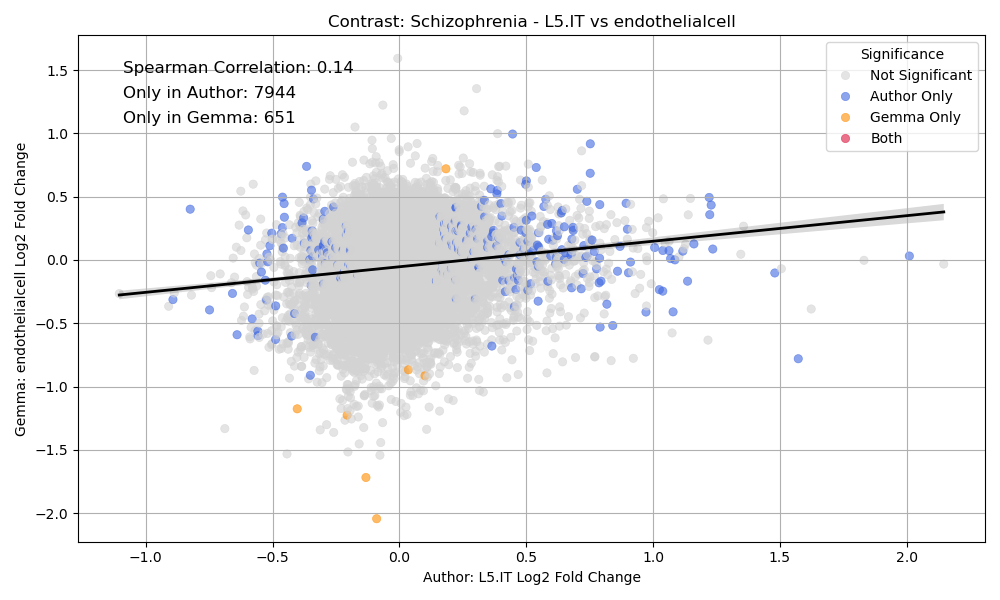 Contrast: Schizophrenia - L5.IT vs endothelialcell
Spearman Correlation: 0.14
Only in Author: 7944
Only in Gemma: 651
Significance
Not Significant
Author Only
Gemma Only
Both
Gemma: endothelialcell Log2 Fold Change
1.5
1.0
0.5
0.0
−0.5
−1.0
−1.5
−2.0
−1.0
−0.5
0.0
0.5
1.0
1.5
2.0
Author: L5.IT Log2 Fold Change